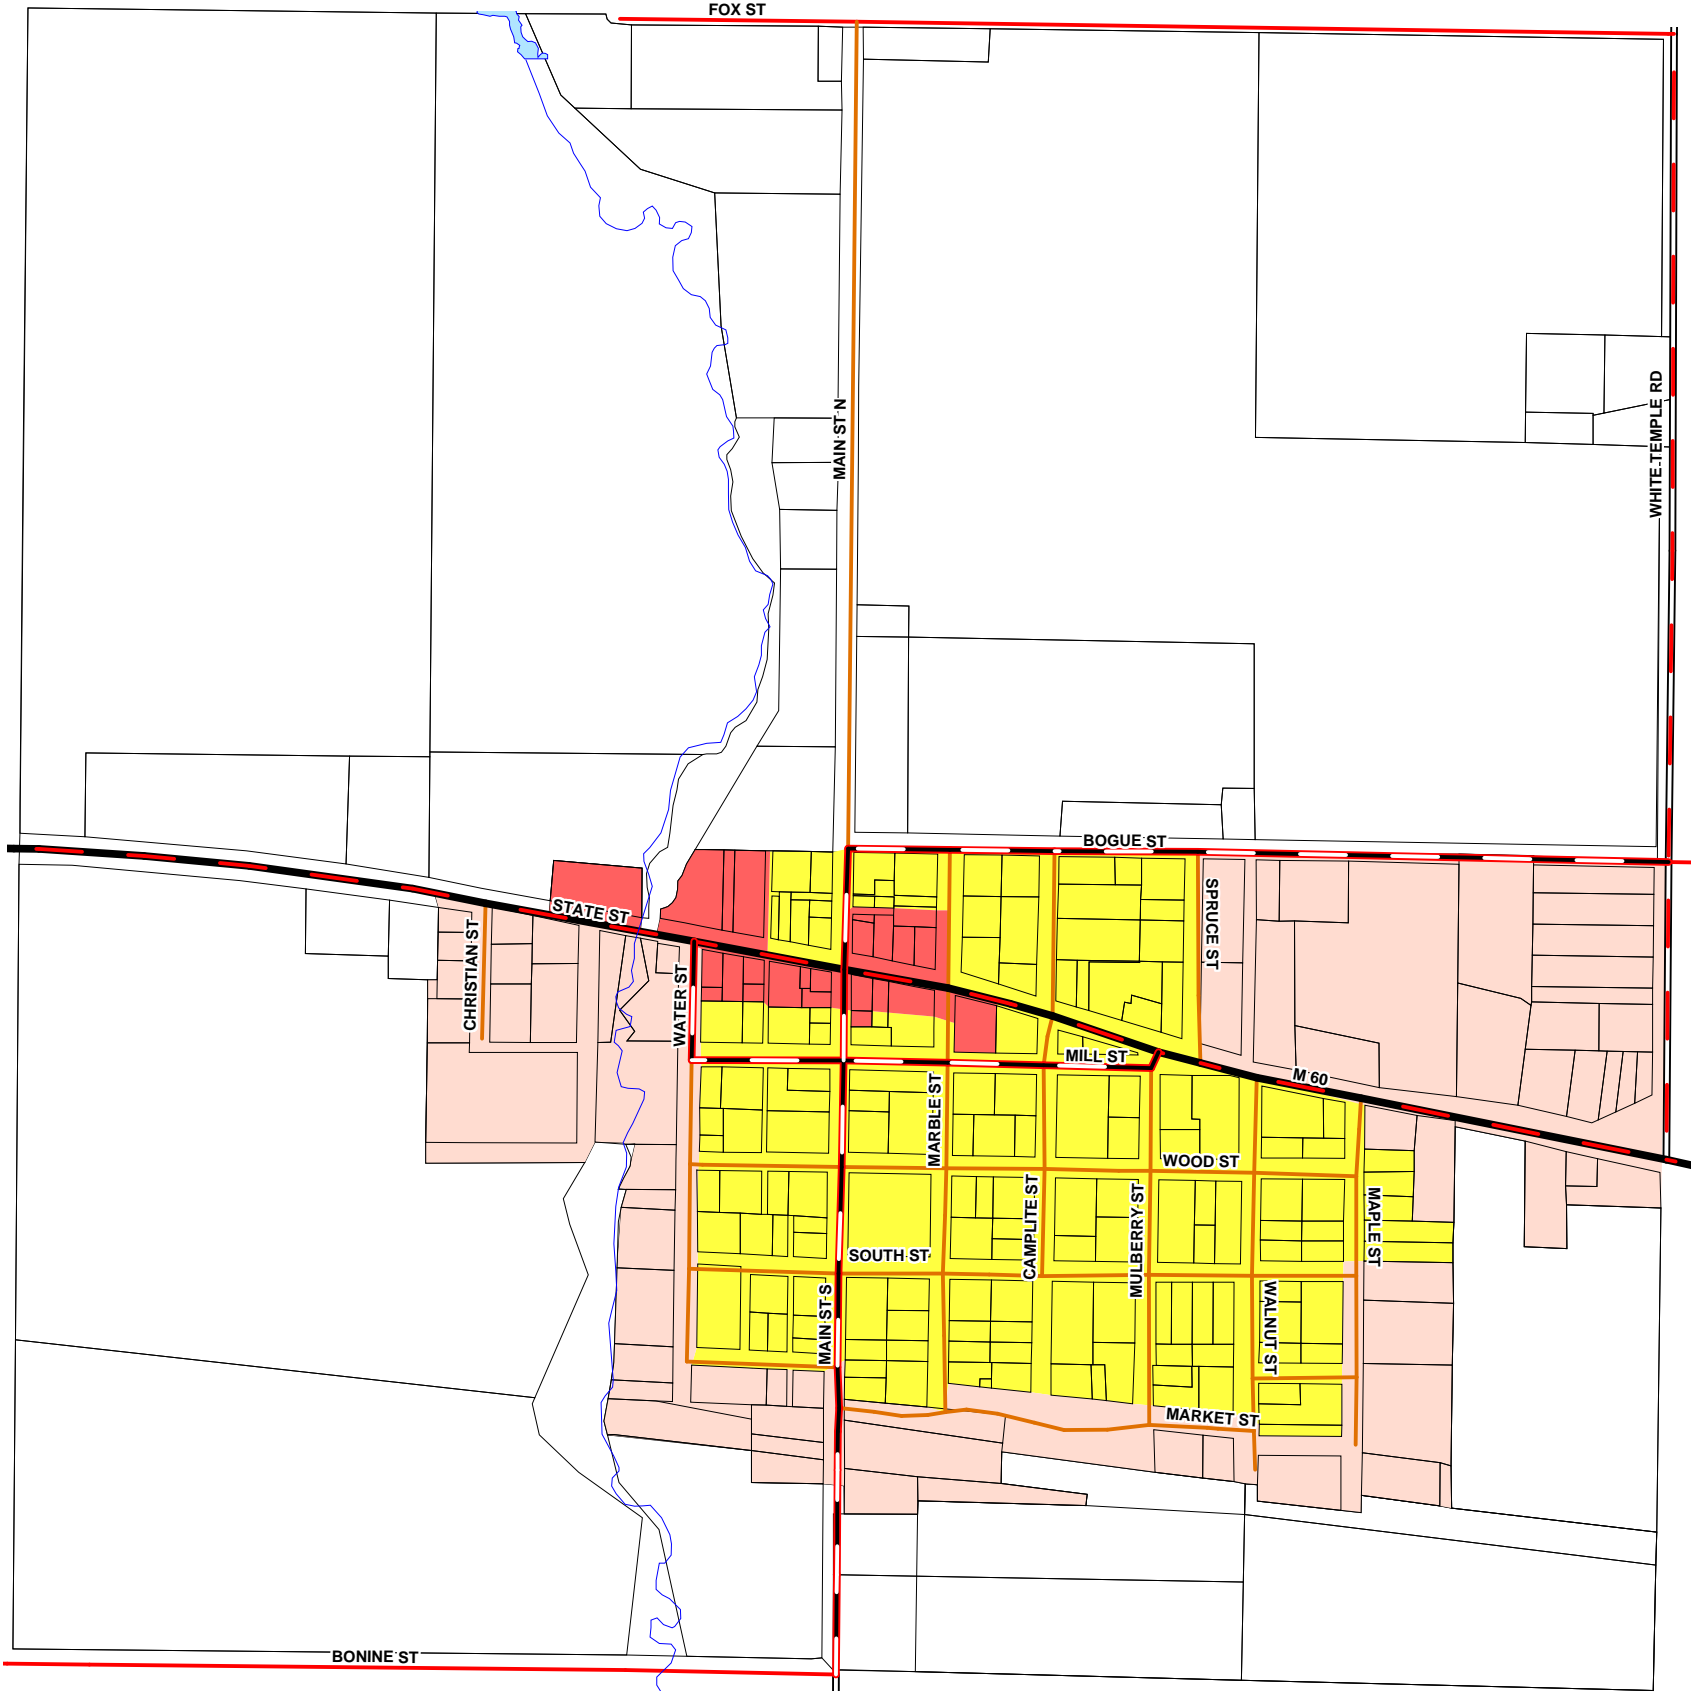 FOX ST
MAIN ST N
WHITE TEMPLE RD
BOGUE ST
STATE ST
SPRUCE ST
CHRISTIAN ST
WATER ST
MILL ST
M 60
MARBLE ST
WOOD ST
CAMPLITE ST
MULBERRY ST
MAPLE ST
SOUTH ST
MAIN ST S
WALNUT ST
MARKET ST
BONINE ST